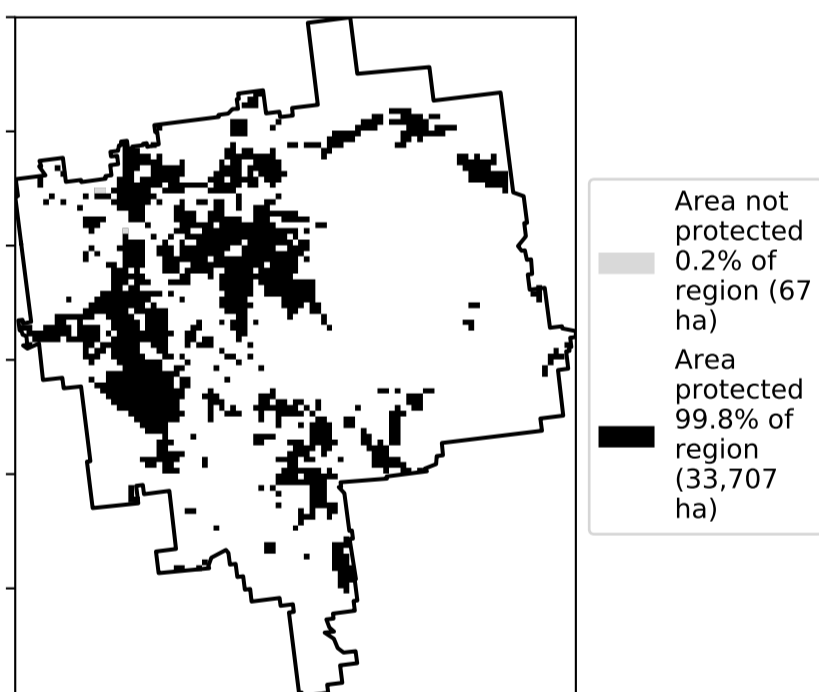 Area not
protected
0.2% of
region (67
ha)
Area
protected
99.8% of
region
(33,707
ha)